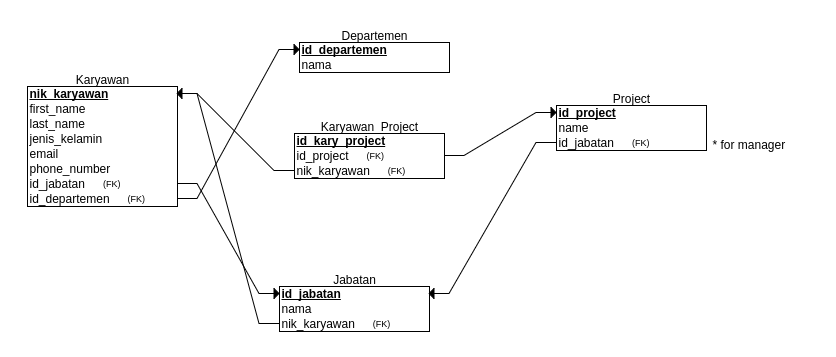 Departemen
id_departemen
nama
Karyawan
nik_karyawan
first_name
last_name
jenis_kelamin
email
phone_number
id_jabatan (FK)
id_departemen (FK)
Karyawan_Project
id_kary_project
id_project (FK)
nik_karyawan (FK)
Project
id_project
name
id_jabatan (FK)
* for manager
Jabatan
id_jabatan
nama
nik_karyawan (FK)